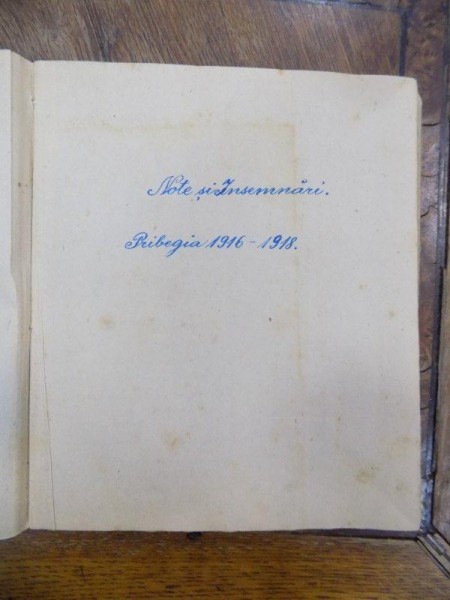 Note și Însemnări.
Pribegia 1916 - 1918.